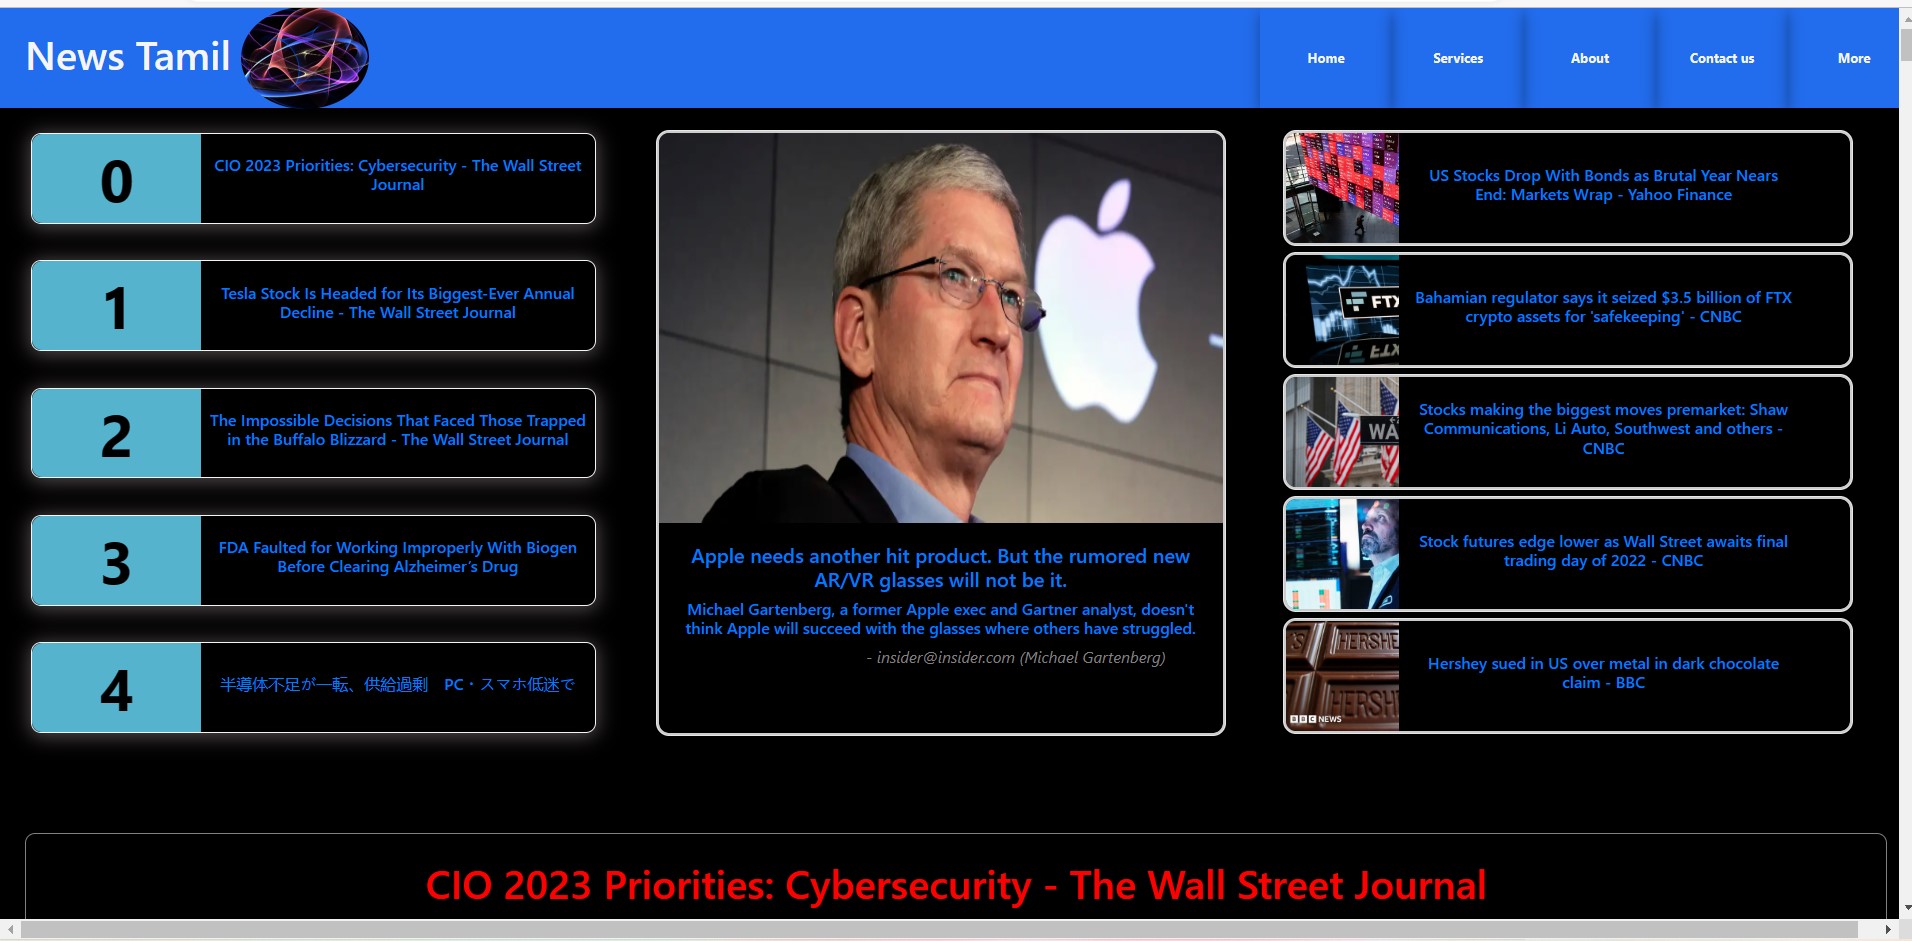 News Tamil
Home
Services
About
Contact us
More
0
CIO 2023 Priorities: Cybersecurity - The Wall Street
Journal
1
Tesla Stock Is Headed for Its Biggest-Ever Annual
Decline - The Wall Street Journal
2
The Impossible Decisions That Faced Those Trapped
in the Buffalo Blizzard - The Wall Street Journal
3
FDA Faulted for Working Improperly With Biogen
Before Clearing Alzheimer’s Drug
4
半導体不足が一転、供給過剰　PC・スマホ低迷で
Apple needs another hit product. But the rumored new
AR/VR glasses will not be it.
Michael Gartenberg, a former Apple exec and Gartner analyst, doesn't
think Apple will succeed with the glasses where others have struggled.
- insider@insider.com (Michael Gartenberg)
US Stocks Drop With Bonds as Brutal Year Nears
End: Markets Wrap - Yahoo Finance
FTX
Bahamian regulator says it seized $3.5 billion of FTX
crypto assets for 'safekeeping' - CNBC
WA
Stocks making the biggest moves premarket: Shaw
Communications, Li Auto, Southwest and others -
CNBC
Stock futures edge lower as Wall Street awaits final
trading day of 2022 - CNBC
'S HERSHE
HERSH
BBC NEWS
Hershey sued in US over metal in dark chocolate
claim - BBC
CIO 2023 Priorities: Cybersecurity - The Wall Street Journal